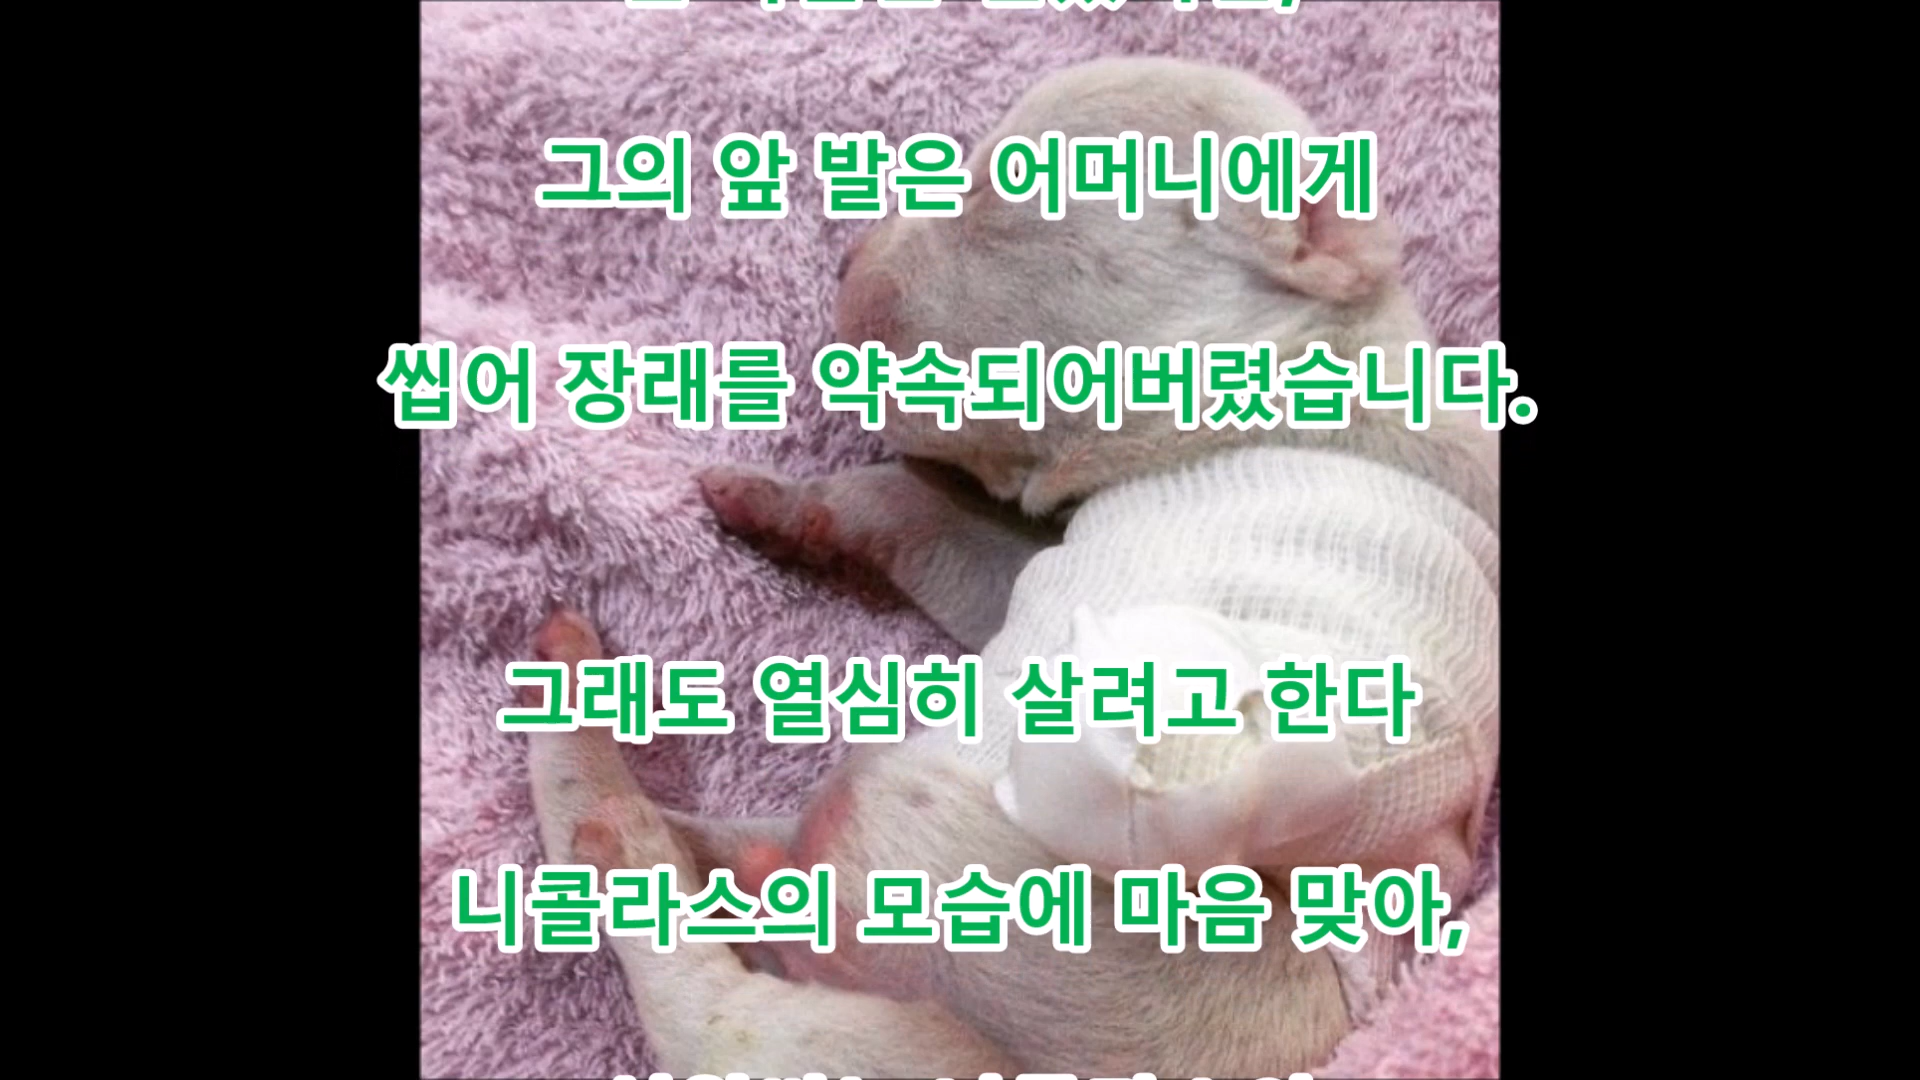 그의 앞 발은 어머니에게
씹어 장래를 약속되어버렸습니다.
그래도 열심히 살려고 한다
니콜라스의 모습에 마음 맞아,